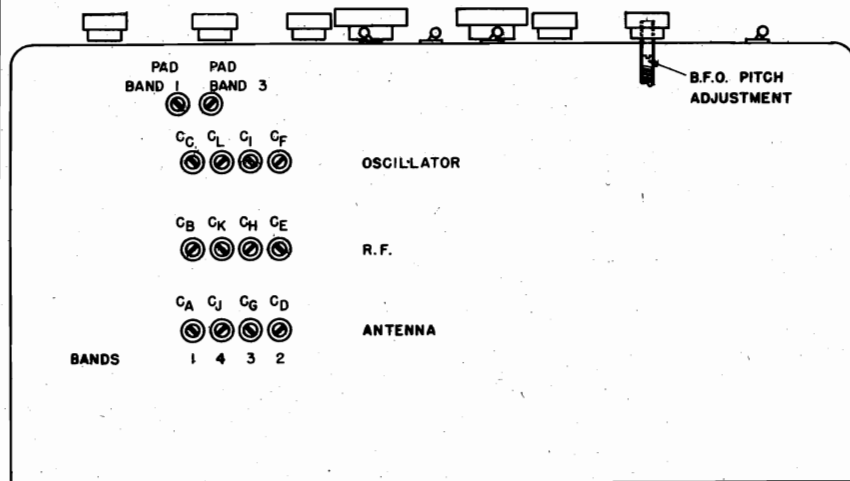 PAD
BAND 1
PAD
BAND 3
B.F.O. PITCH
ADJUSTMENT
CC CL CI CF
OSCILLATOR
CB CK CH CE
R.F.
CA CJ CG CD
ANTENNA
BANDS 1 4 3 2